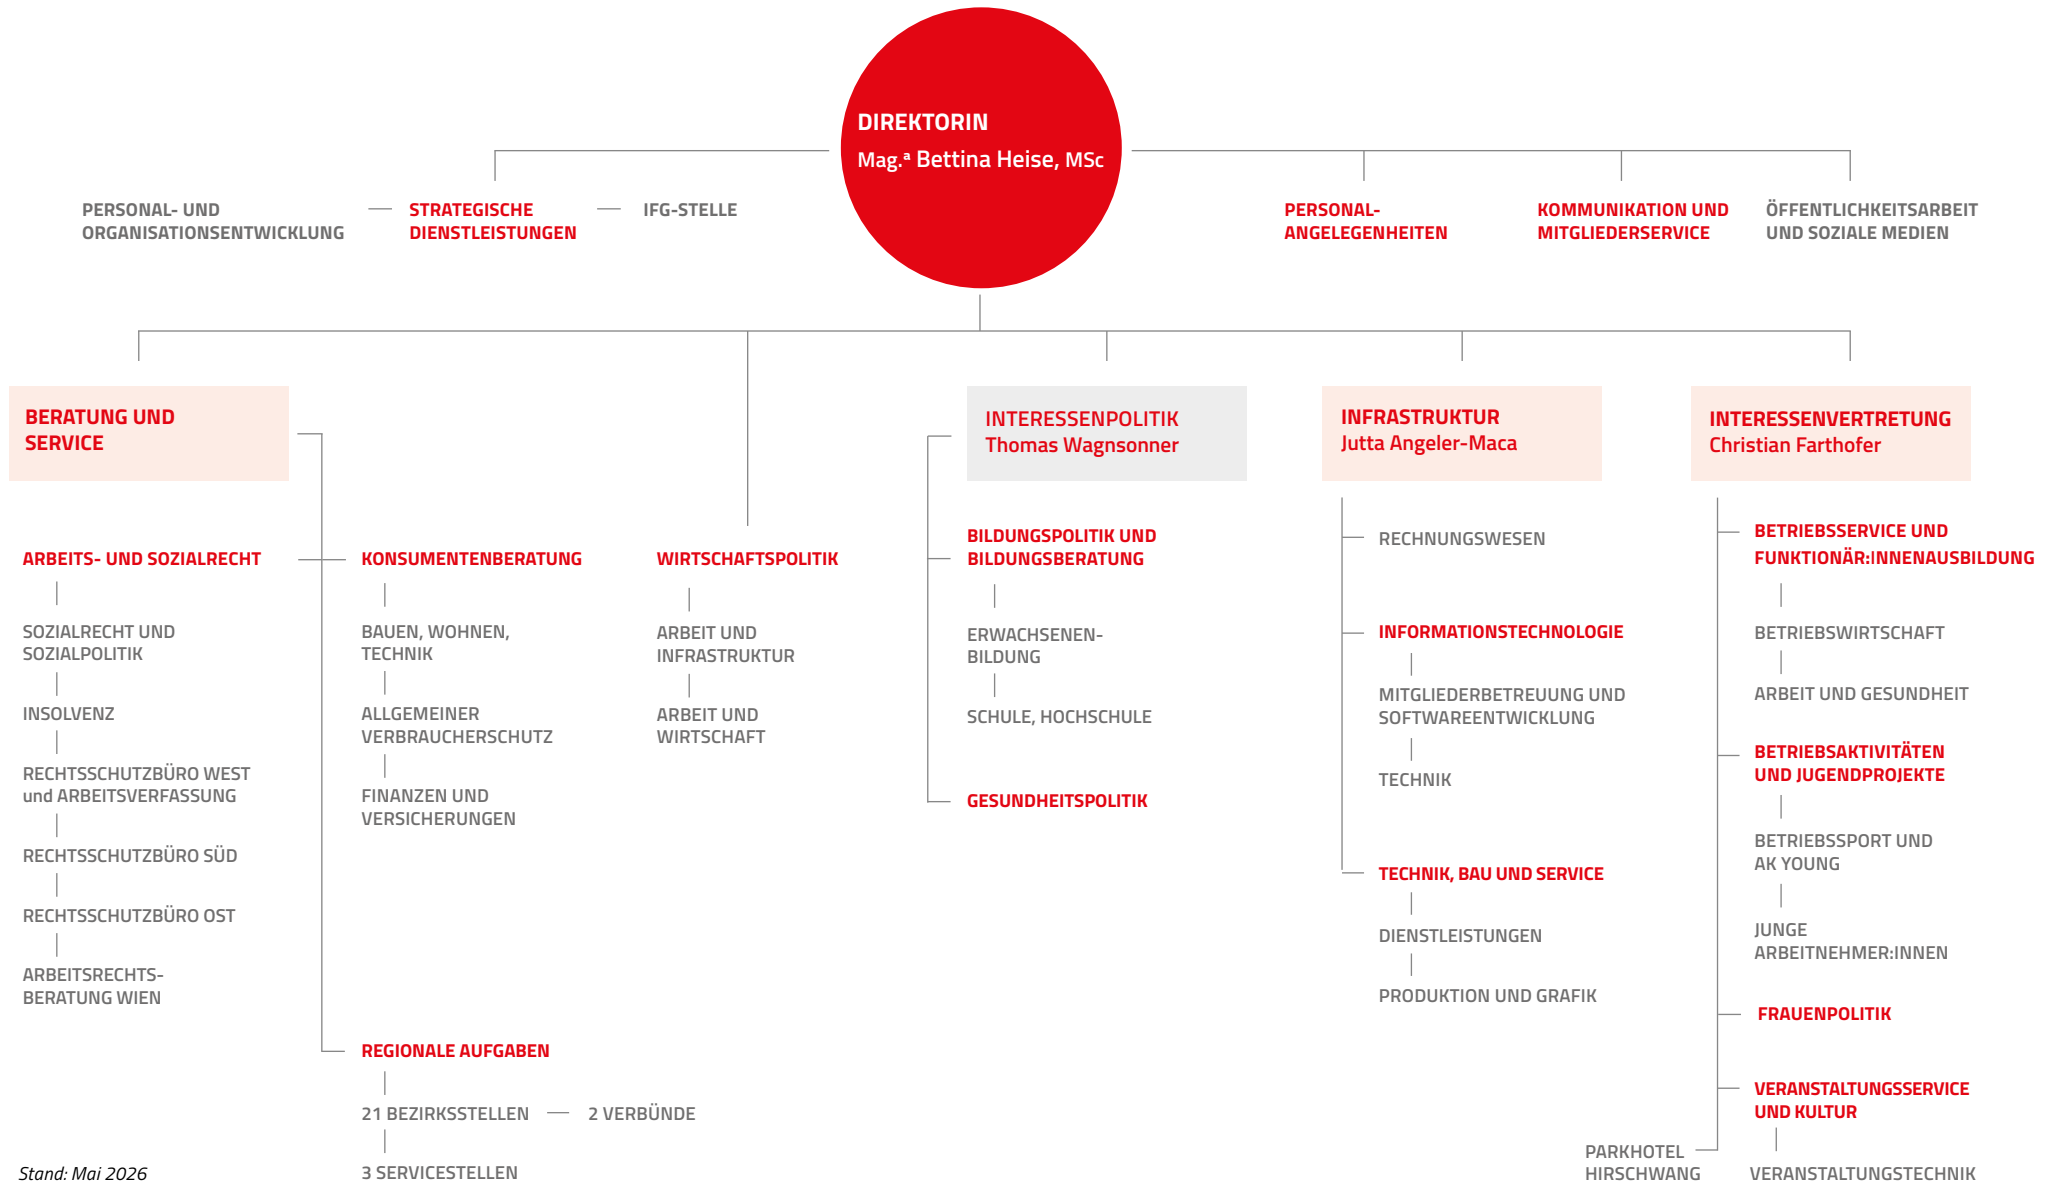 DIREKTORIN
Mag.ª Bettina Heise, MSc
PERSONAL- UND
ORGANISATIONSENTWICKLUNG
STRATEGISCHE
DIENSTLEISTUNGEN
IFG-STELLE
PERSONAL-
ANGELEGENHEITEN
KOMMUNIKATION UND
MITGLIEDERSERVICE
ÖFFENTLICHKEITSARBEIT
UND SOZIALE MEDIEN
BERATUNG UND
SERVICE
ARBEITS- UND SOZIALRECHT
SOZIALRECHT UND
SOZIALPOLITIK
INSOLVENZ
RECHTSSCHUTZBÜRO WEST
und ARBEITSVERFASSUNG
RECHTSSCHUTZBÜRO SÜD
RECHTSSCHUTZBÜRO OST
ARBEITSRECHTS-
BERATUNG WIEN
KONSUMENTENBERATUNG
BAUEN, WOHNEN,
TECHNIK
ALLGEMEINER
VERBRAUCHERSCHUTZ
FINANZEN UND
VERSICHERUNGEN
REGIONALE AUFGABEN
21 BEZIRKSSTELLEN
2 VERBÜNDE
3 SERVICESTELLEN
WIRTSCHAFTSPOLITIK
ARBEIT UND
INFRASTRUKTUR
ARBEIT UND
WIRTSCHAFT
INTERESSENPOLITIK
Thomas Wagnsonner
BILDUNGSPOLITIK UND
BILDUNGSBERATUNG
ERWACHSENEN-
BILDUNG
SCHULE, HOCHSCHULE
GESUNDHEITSPOLITIK
INFRASTRUKTUR
Jutta Angeler-Maca
RECHNUNGSWESEN
INFORMATIONSTECHNOLOGIE
MITGLIEDERBETREUUNG UND
SOFTWAREENTWICKLUNG
TECHNIK
TECHNIK, BAU UND SERVICE
DIENSTLEISTUNGEN
PRODUKTION UND GRAFIK
INTERESSENVERTRETUNG
Christian Farthofer
BETRIEBSSERVICE UND
FUNKTIONÄR:INNENAUSBILDUNG
BETRIEBSWIRTSCHAFT
ARBEIT UND GESUNDHEIT
BETRIEBSAKTIVITÄTEN
UND JUGENDPROJEKTE
BETRIEBSSPORT UND
AK YOUNG
JUNGE
ARBEITNEHMER:INNEN
FRAUENPOLITIK
VERANSTALTUNGSSERVICE
UND KULTUR
VERANSTALTUNGSTECHNIK
PARKHOTEL
HIRSCHWANG
Stand: Mai 2026